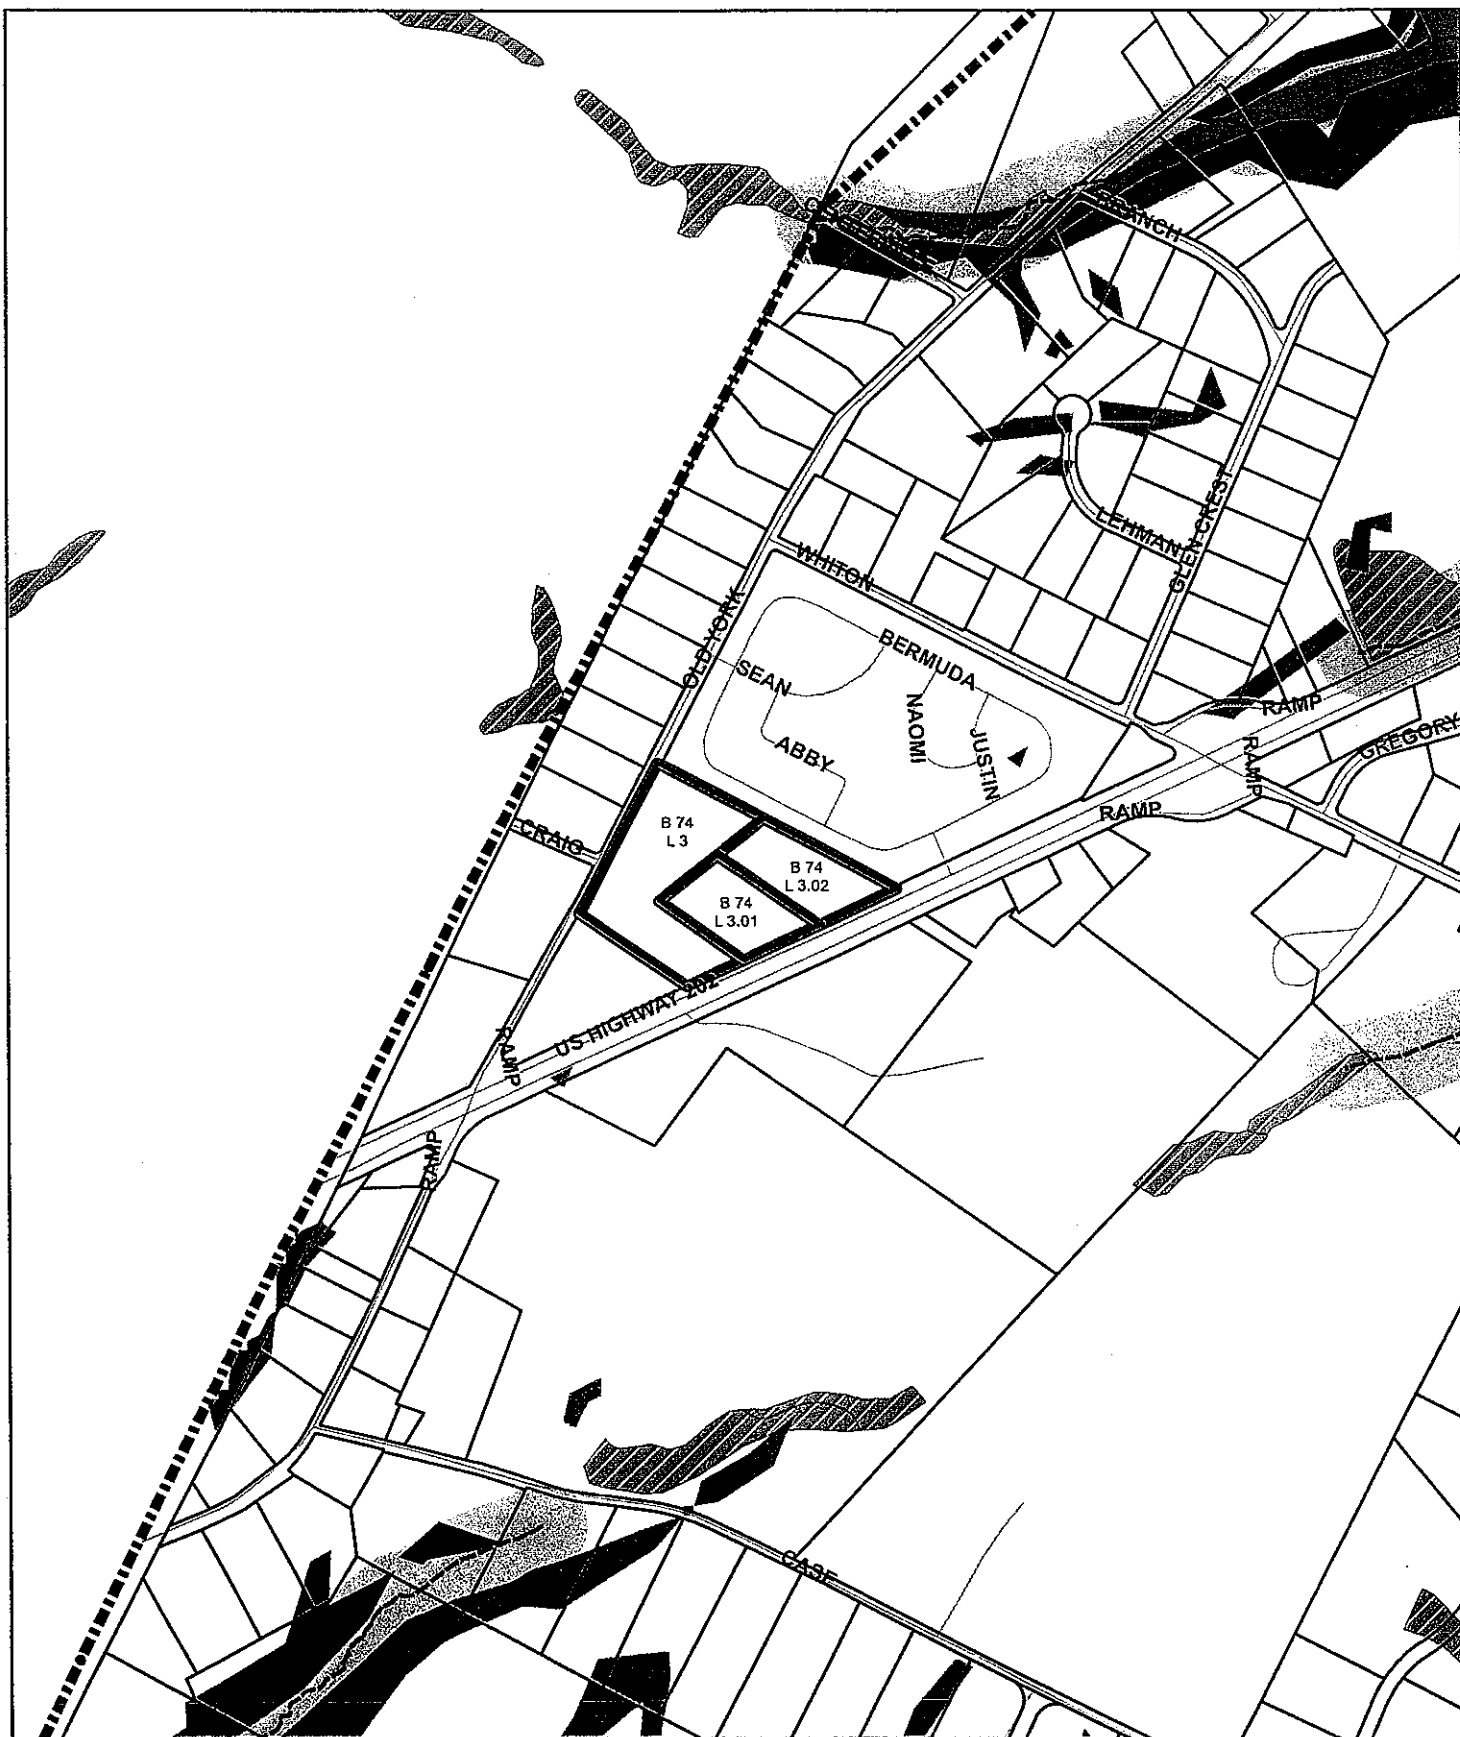 BRANCH
LEHMAN
GLEN CREST
WHITON
OLD YORK
BERMUDA
SEAN
NAOMI
JUSTIN
ABBY
RAMP
GREGORY
RAMP
RAMP
B 74
L 3
CRAIG
B 74
L 3.02
B 74
L 3.01
US HIGHWAY 202
RAMP
RAMP
CASE